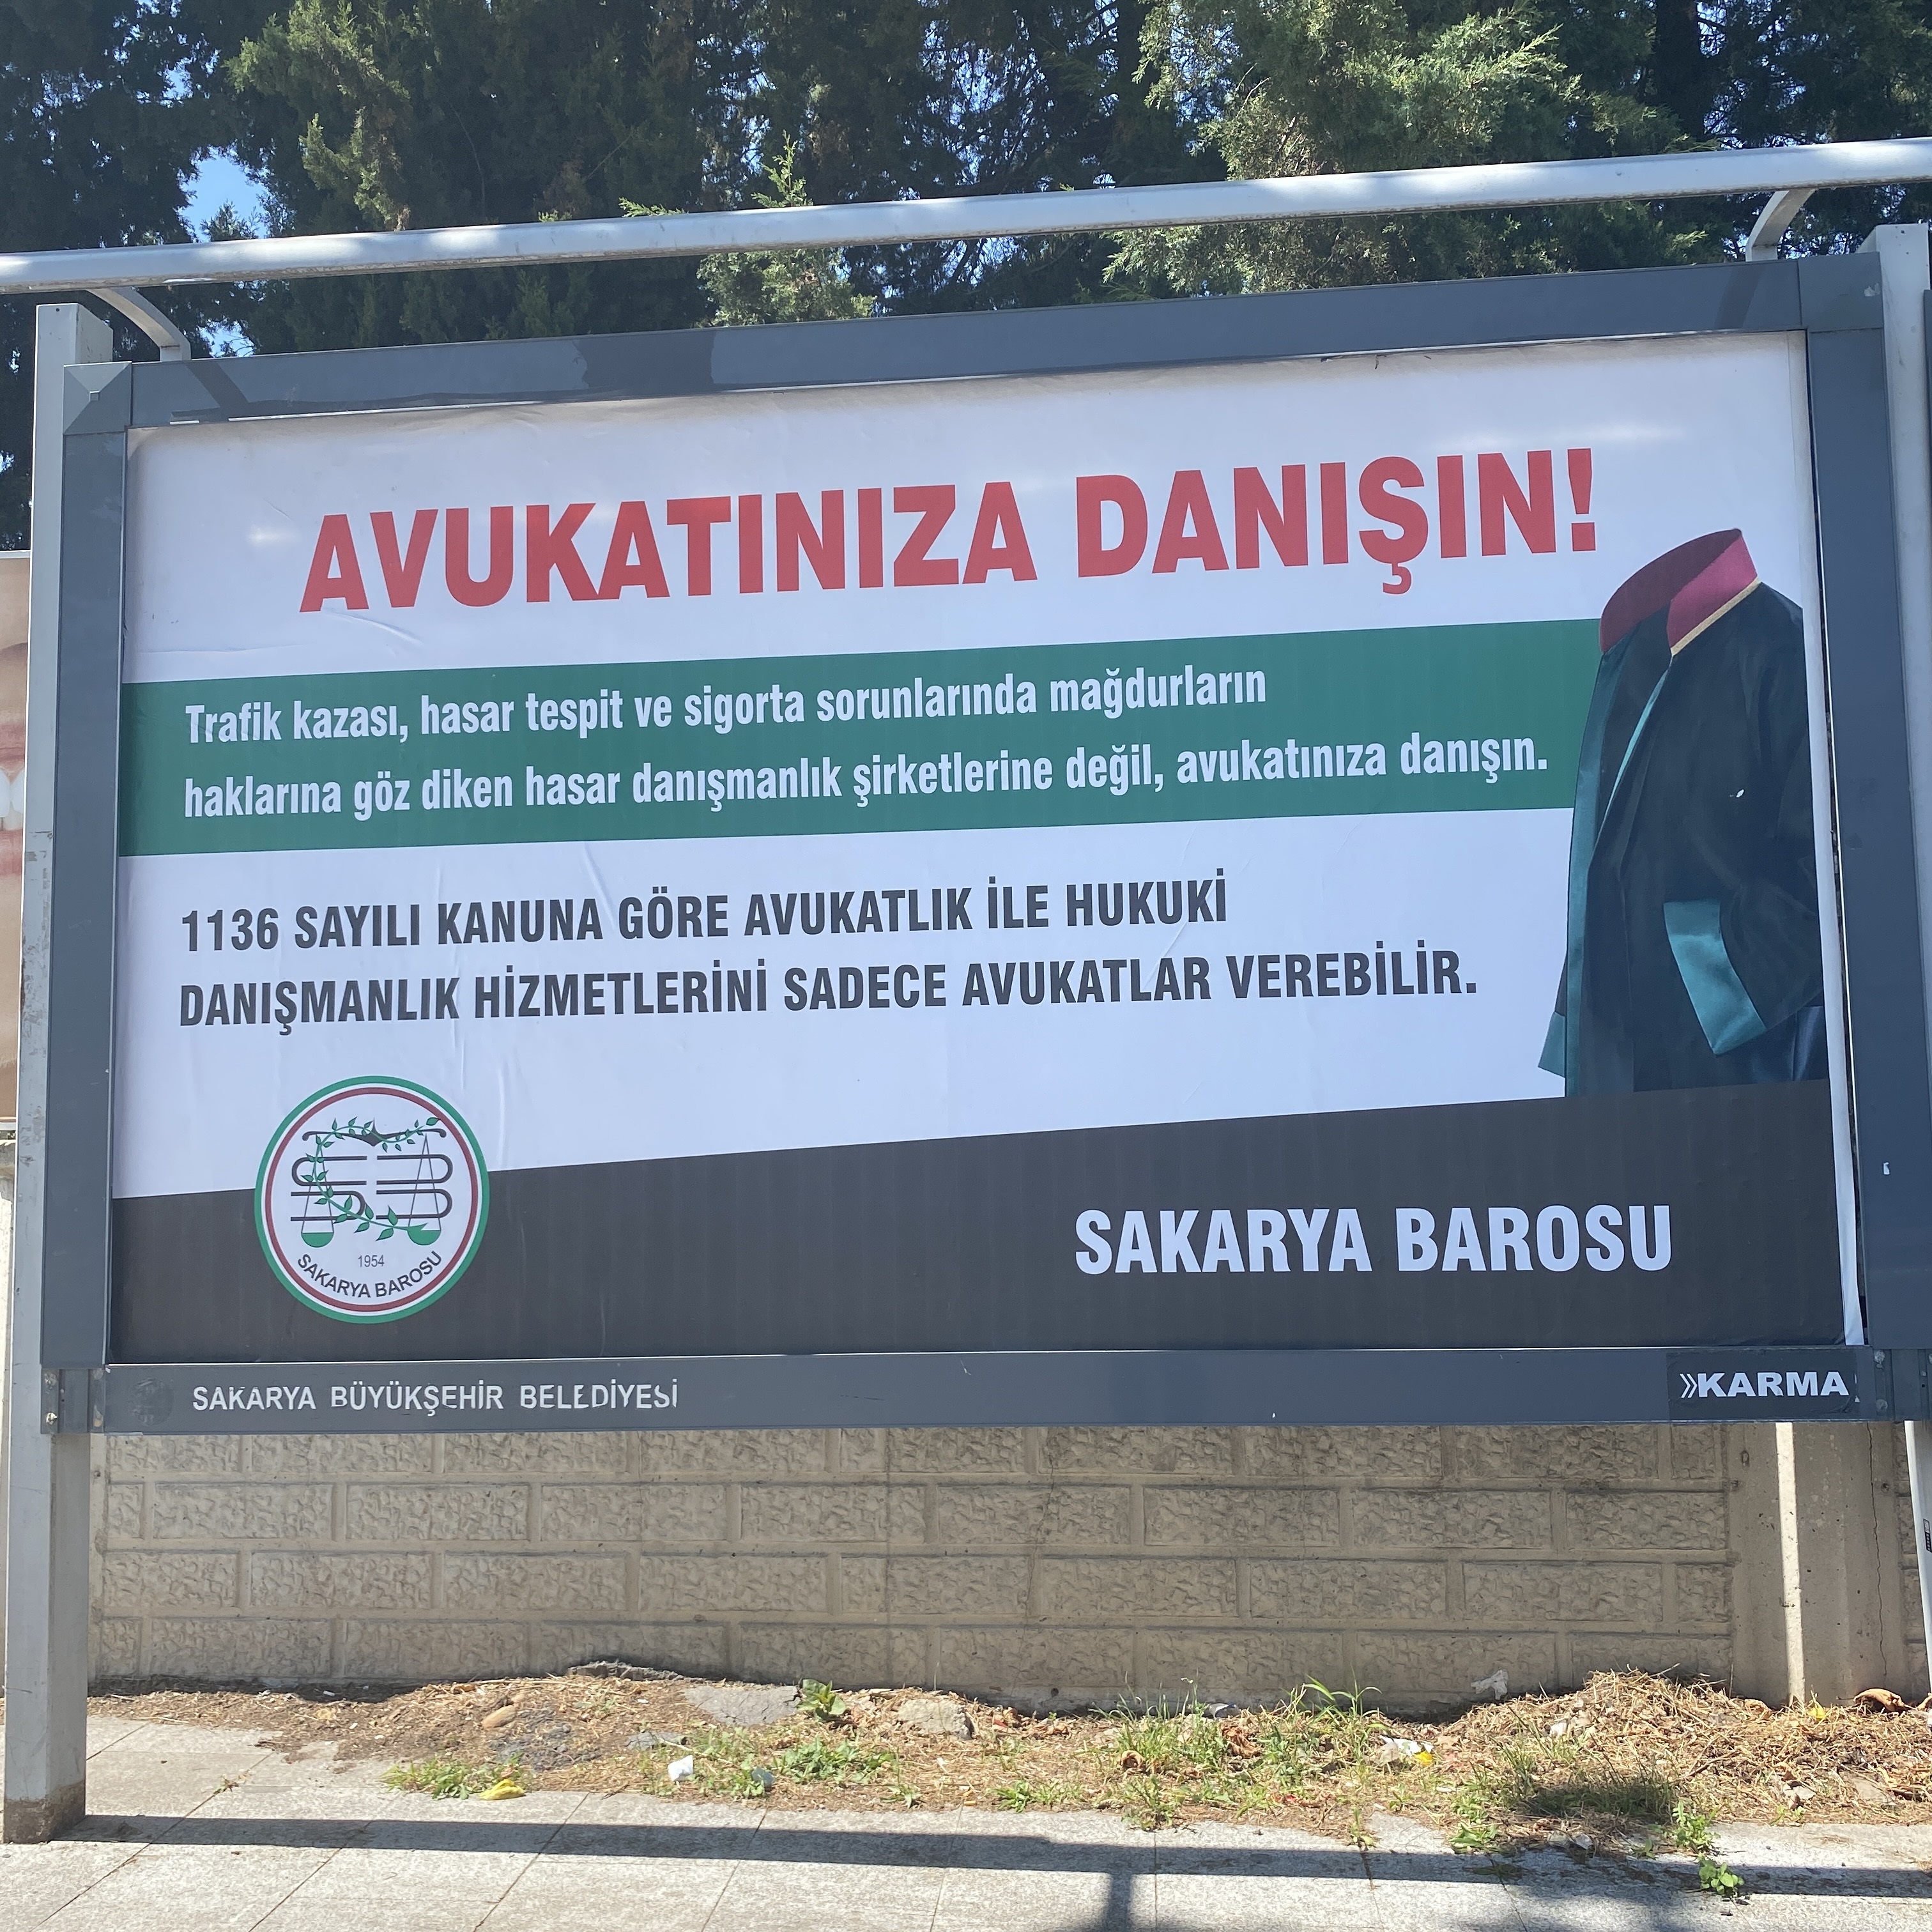 AVUKATINIZA DANIŞIN!
Trafik kazası, hasar tespit ve sigorta sorunlarında mağdurların
haklarına göz diken hasar danışmanlık şirketlerine değil, avukatınıza danışın.
1136 SAYILI KANUNA GÖRE AVUKATLIK İLE HUKUKİ
DANIŞMANLIK HİZMETLERİNİ SADECE AVUKATLAR VEREBİLİR.
SB
1954
SAKARYA BAROSU
SAKARYA BAROSU
SAKARYA BÜYÜKŞEHİR BELEDİYESİ
»KARMA